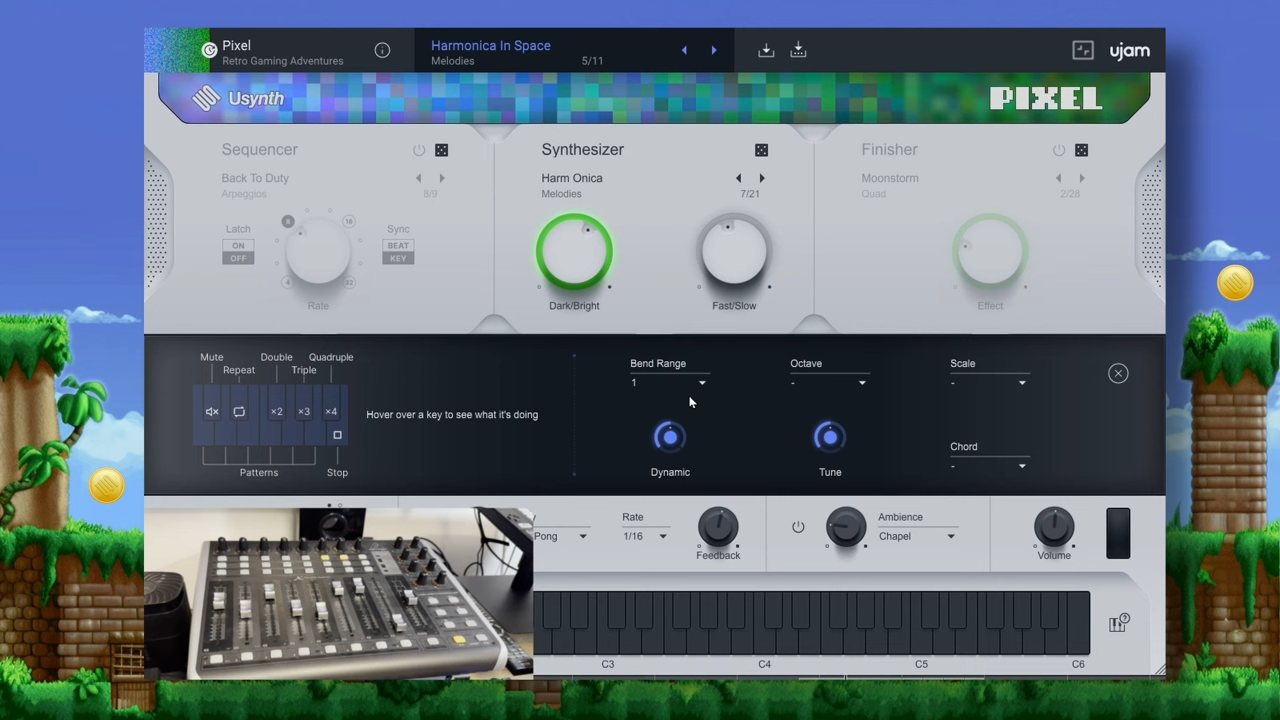 Pixel
Retro Gaming Adventures
Harmonica In Space
Melodies 5/11
ujam
Usynth
PIXEL
Sequencer
Back To Duty
Arpeggios 8/9
Latch
ON
OFF
8
16
4
32
Sync
BEAT
KEY
Rate
Synthesizer
Harm Onica
Melodies 7/21
Dark/Bright
Fast/Slow
Finisher
Moonstorm
Quad 2/28
Effect
Mute Double Quadruple
Repeat Triple
×2 ×3 ×4
Patterns Stop
Hover over a key to see what it's doing
Bend Range
1
Octave
-
Scale
-
Dynamic
Tune
Chord
-
Pong
Rate
1/16
Feedback
Ambience
Chapel
Volume
C3 C4 C5 C6